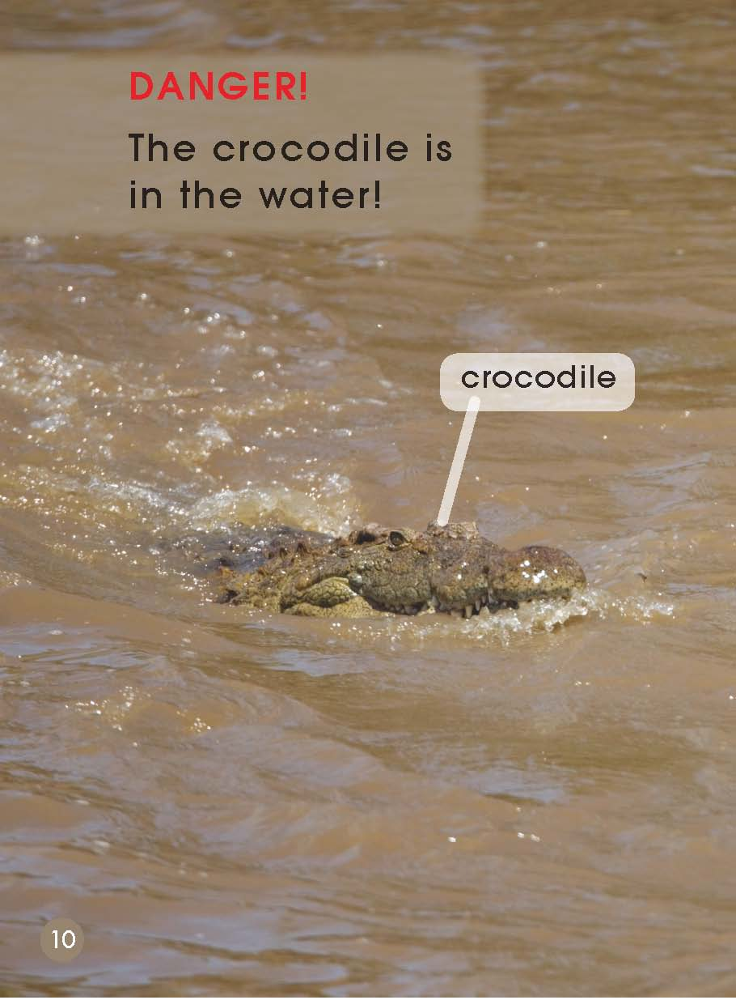 DANGER!
The crocodile is
in the water!
crocodile
10